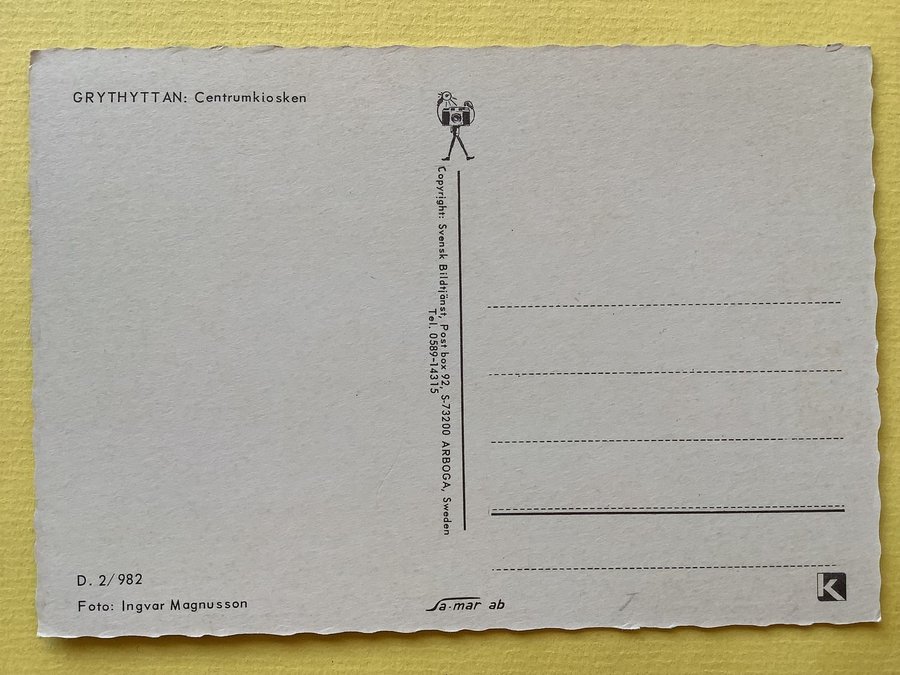 GRYTHYTTAN: Centrumkiosken
Copyright: Svensk Bildtjänst, Post box 92, S-73200 ARBOGA, Sweden
Tel. 0589-14315
D. 2/982
Foto: Ingvar Magnusson
Sa-mar ab
K